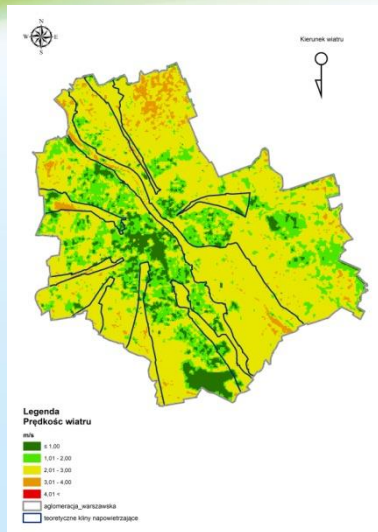 N
W E
S
Kierunek wiatru
Legenda
Prędkośc wiatru
m/s
≤ 1,00
1,01 - 2,00
2,01 - 3,00
3,01 - 4,00
4,01 <
aglomeracja_warszawska
teoretyczne kliny napowietrzające